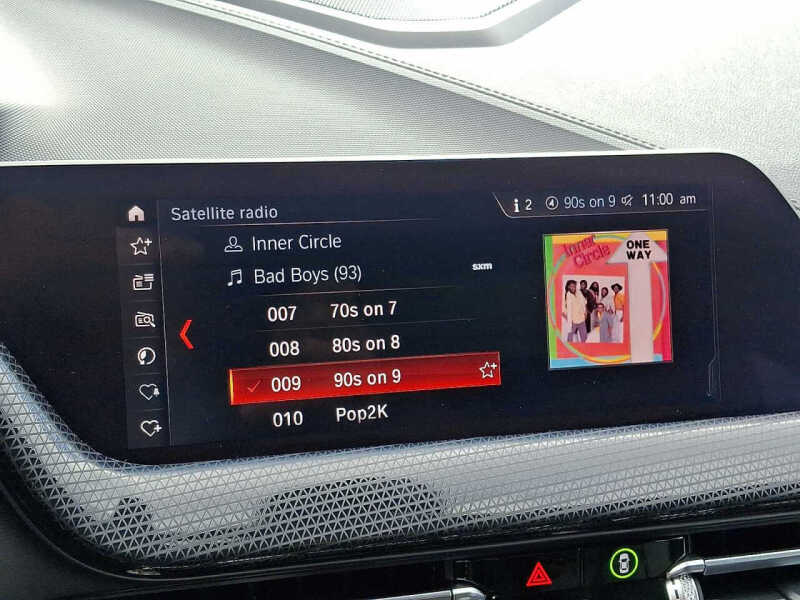 Satellite radio
i 2 ④ 90s on 9 11:00 am
Inner Circle
Bad Boys (93)
sxm
007 70s on 7
008 80s on 8
009 90s on 9
010 Pop2K
Inner
Circle
ONE
WAY